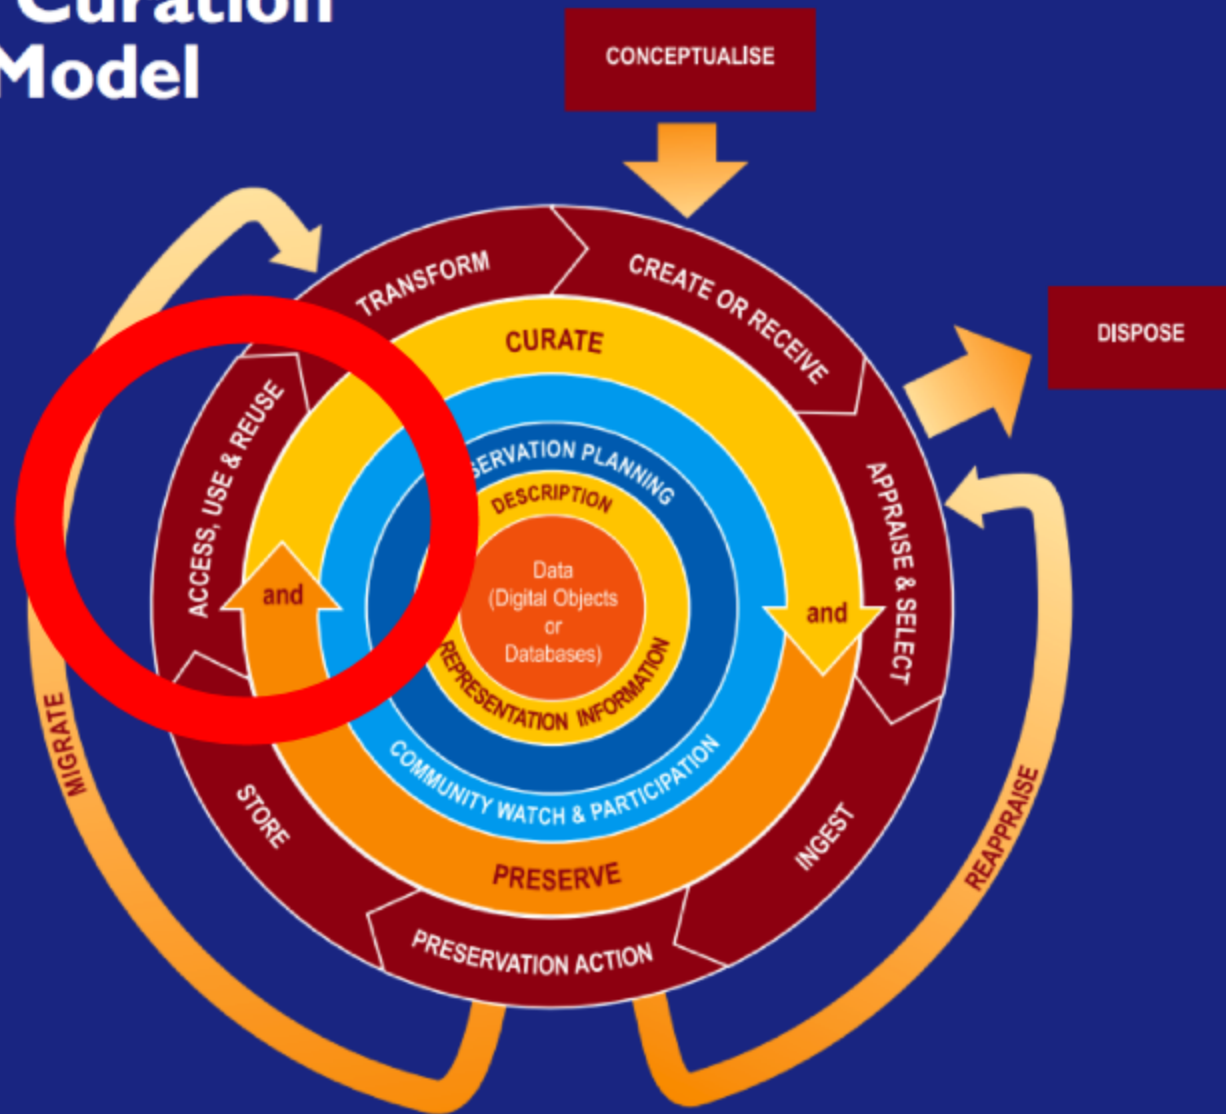 Curation
Model
CONCEPTUALISE
DISPOSE
TRANSFORM
CREATE OR RECEIVE
APPRAISE & SELECT
INGEST
PRESERVATION ACTION
STORE
ACCESS, USE & REUSE
CURATE
and
PRESERVE
and
SERVATION PLANNING
COMMUNITY WATCH & PARTICIPATION
DESCRIPTION
REPRESENTATION INFORMATION
Data
(Digital Objects
or
Databases)
MIGRATE
REAPPRAISE